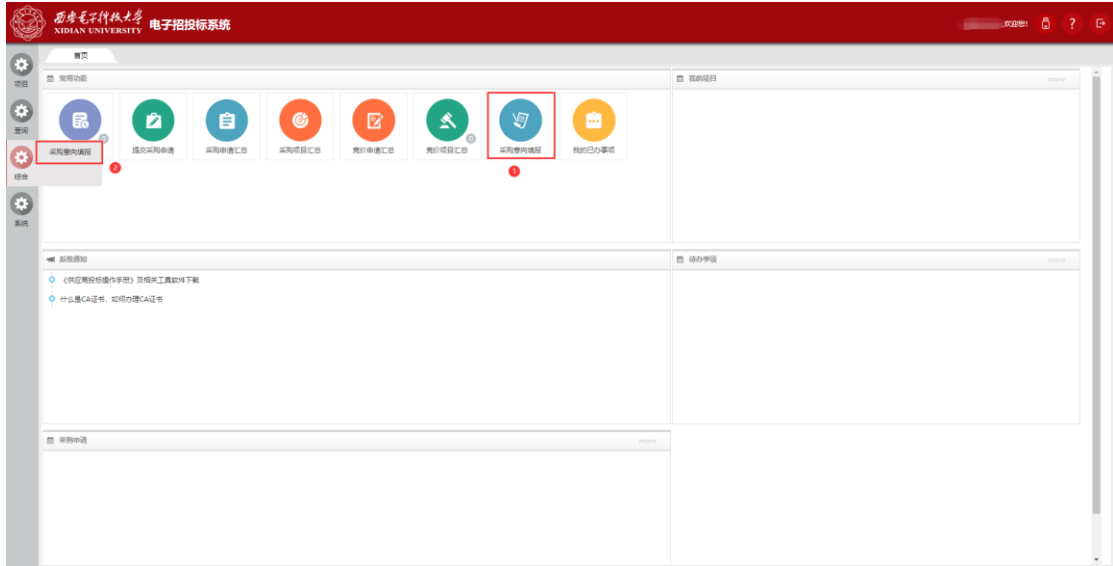 西安电子科技大学
XIDIAN UNIVERSITY
电子招投标系统
欢迎您!
?
首页
项目
查询
综合
系统
常用功能
我的项目
more
0
采购意向填报
提交采购申请
采购申请汇总
采购项目汇总
竞价申请汇总
0
竞价项目汇总
采购意向填报
我的已办事项
2
1
系统通知
待办事项
more
《供应商投标操作手册》及相关工具软件下载
什么是CA证书,如何办理CA证书
采购申请
more